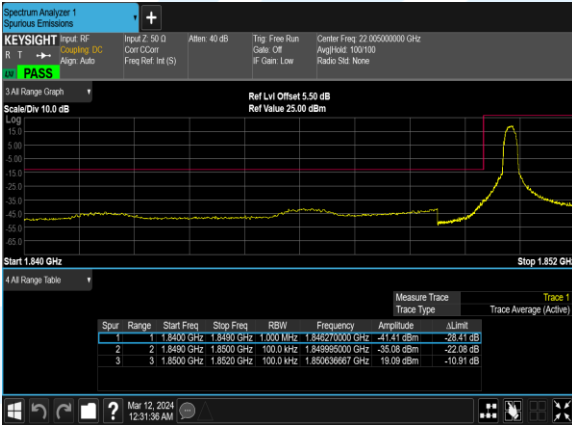 Spectrum Analyzer 1
Spurious Emissions
+
KEYSIGHT Input: RF Input Z: 50 Ω Atten: 40 dB Trig: Free Run Center Freq: 22.005000000 GHz
R T Coupling: DC Corr CCorr Gate: Off Avg|Hold: 100/100
Align: Auto Freq Ref: Int (S) IF Gain: Low Radio Std: None
PASS
3 All Range Graph
Ref Lvl Offset 5.50 dB
Scale/Div 10.0 dB Ref Value 25.00 dBm
Log
15.0
5.00
-5.00
-15.0
-25.0
-35.0
-45.0
-55.0
-65.0
Start 1.840 GHz Stop 1.852 GH
4 All Range Table
Measure Trace Trace 1
Trace Type Trace Average (Active)
Spur Range Start Freq Stop Freq RBW Frequency Amplitude ΔLimit
1 1 1.8400 GHz 1.8490 GHz 1.000 MHz 1.846270000 GHz -41.41 dBm -28.41 dB
2 2 1.8490 GHz 1.8500 GHz 100.0 kHz 1.849995000 GHz -35.08 dBm -22.08 dB
3 3 1.8500 GHz 1.8520 GHz 100.0 kHz 1.850636667 GHz 19.09 dBm -10.91 dB
? Mar 12, 2024
12:31:36 AM